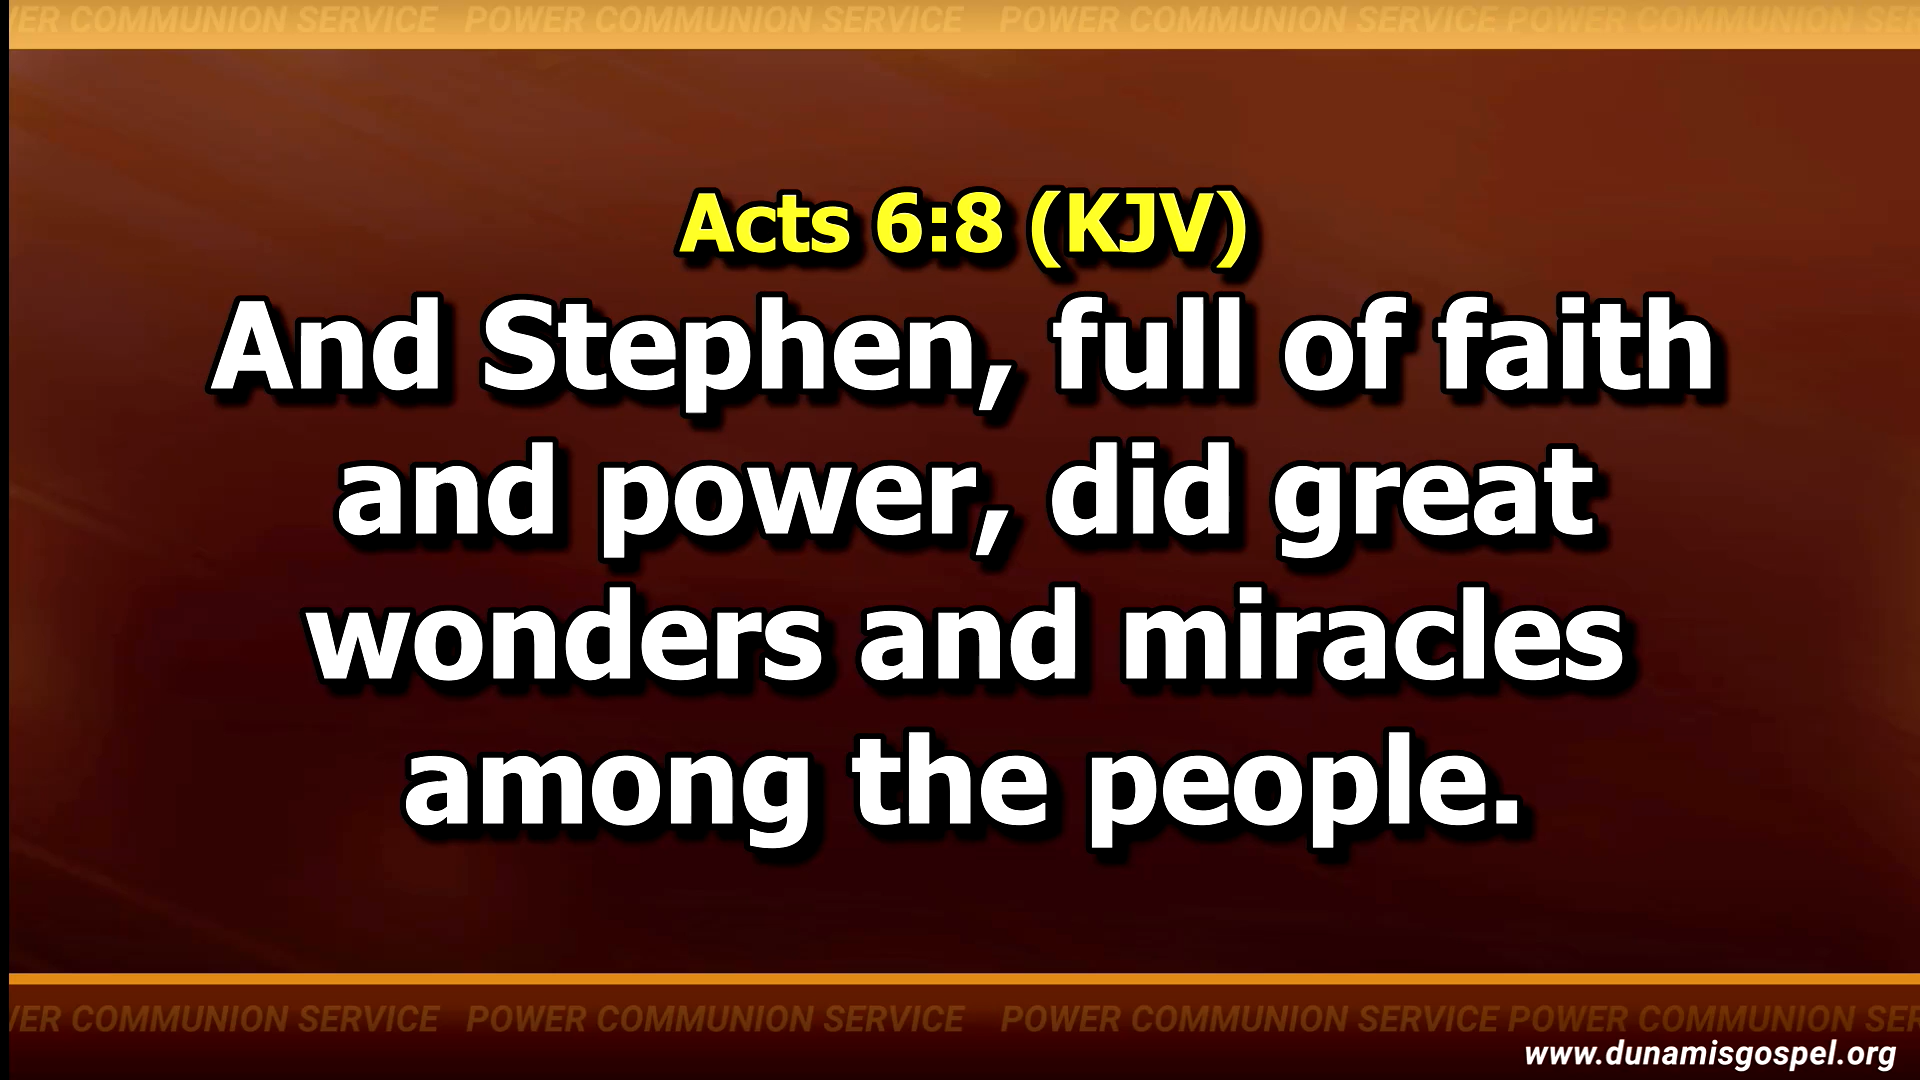 ER COMMUNION SERVICE POWER COMMUNION SERVICE POWER COMMUNION SERVICE POWER COMMUNION SER
Acts 6:8 (KJV)
And Stephen, full of faith
and power, did great
wonders and miracles
among the people.
ER COMMUNION SERVICE POWER COMMUNION SERVICE POWER COMMUNION SERVICE POWER COMMUNION SER
www.dunamisgospel.org